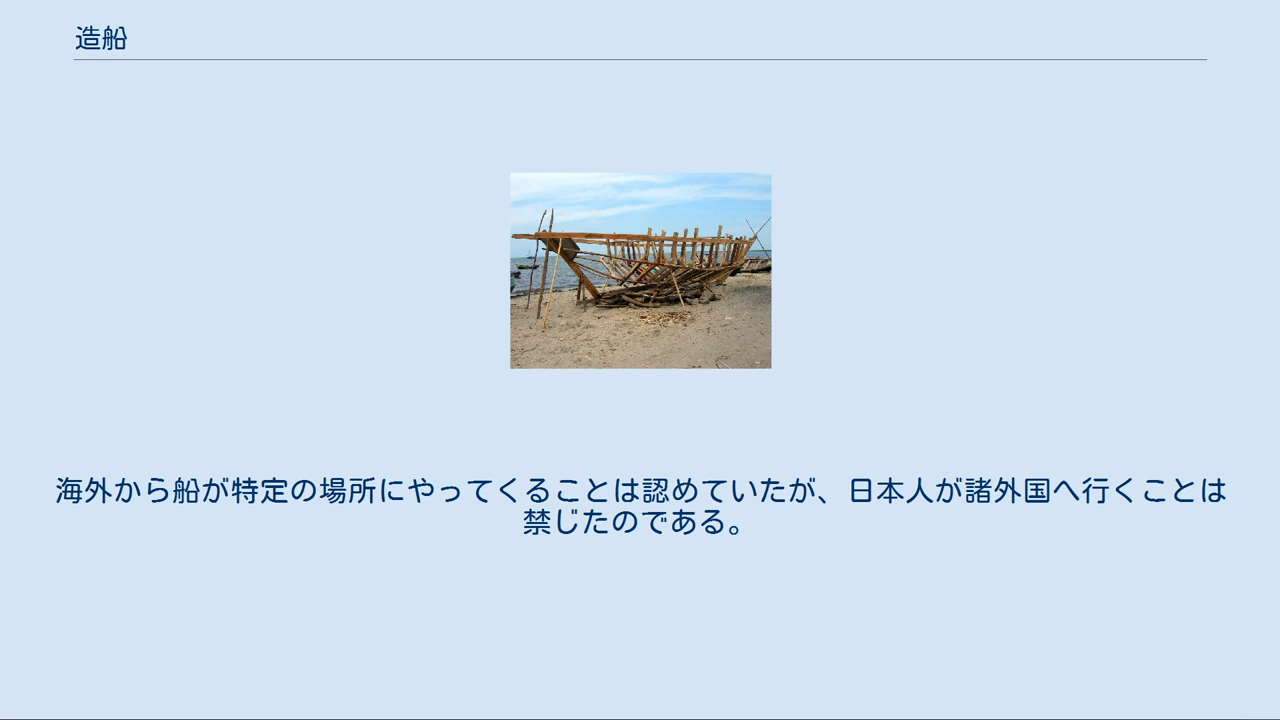 造船
海外から船が特定の場所にやってくることは認めていたが、日本人が諸外国へ行くことは
禁じたのである。